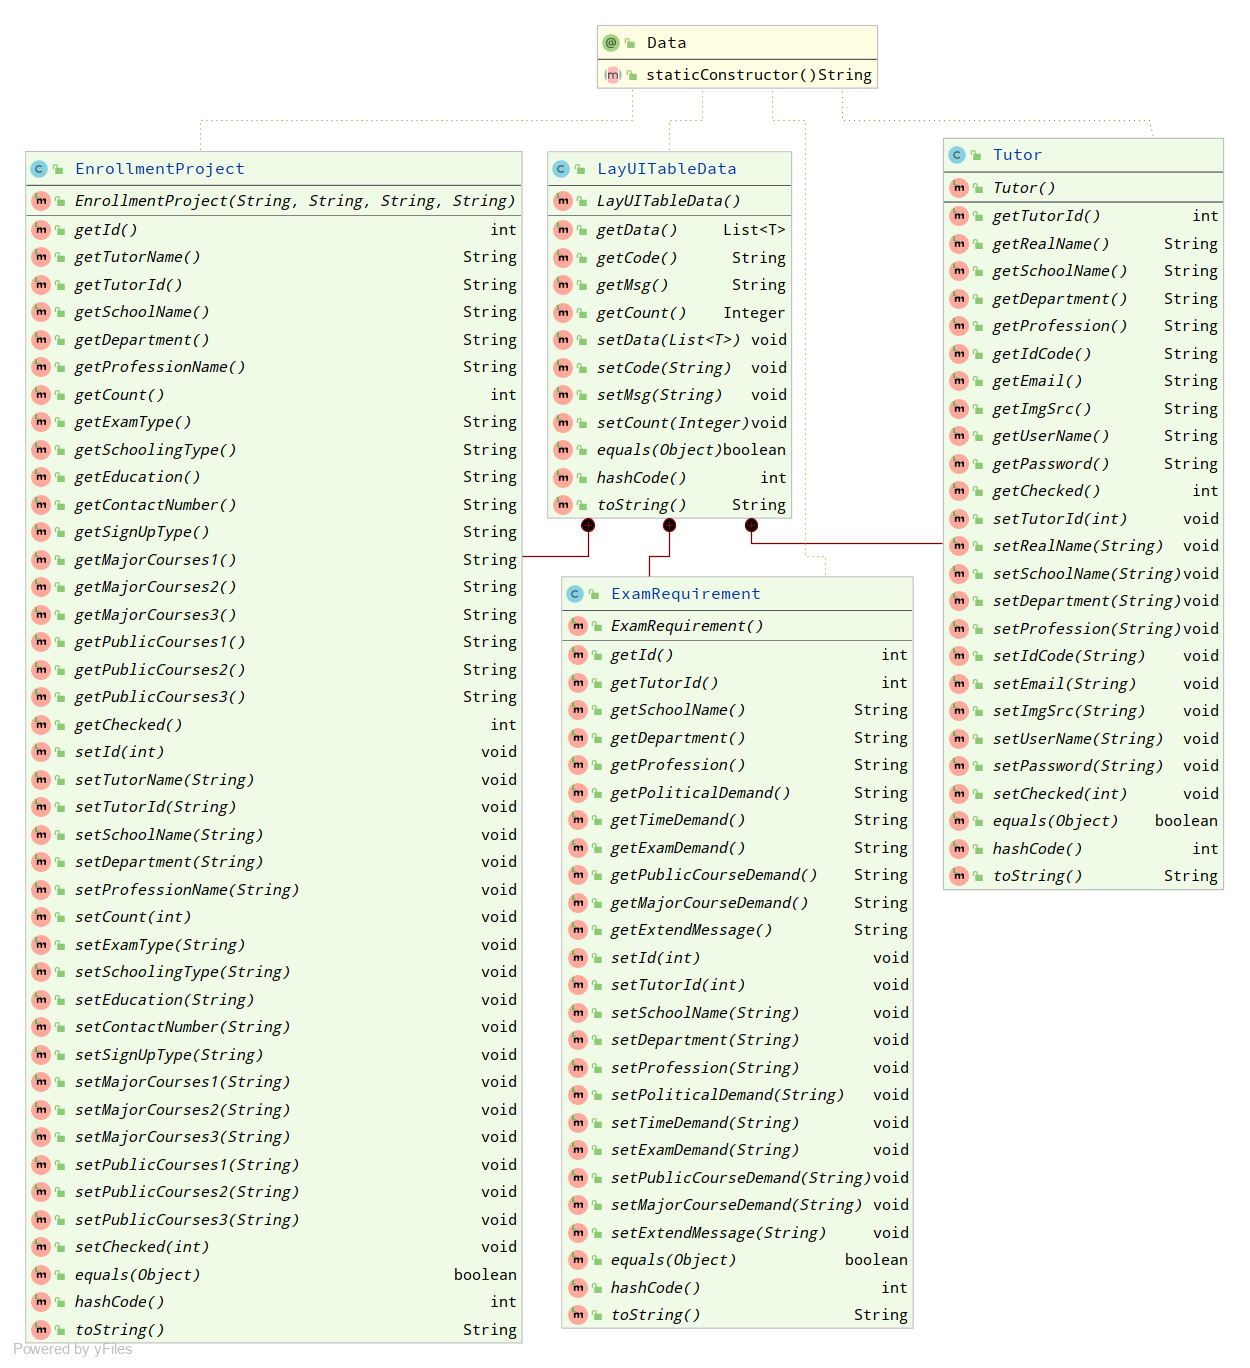 @ Data
m staticConstructor()String
C EnrollmentProject
m EnrollmentProject(String, String, String, String)
m getId() int
m getTutorName() String
m getTutorId() String
m getSchoolName() String
m getDepartment() String
m getProfessionName() String
m getCount() int
m getExamType() String
m getSchoolingType() String
m getEducation() String
m getContactNumber() String
m getSignUpType() String
m getMajorCourses1() String
m getMajorCourses2() String
m getMajorCourses3() String
m getPublicCourses1() String
m getPublicCourses2() String
m getPublicCourses3() String
m getChecked() int
m setId(int) void
m setTutorName(String) void
m setTutorId(String) void
m setSchoolName(String) void
m setDepartment(String) void
m setProfessionName(String) void
m setCount(int) void
m setExamType(String) void
m setSchoolingType(String) void
m setEducation(String) void
m setContactNumber(String) void
m setSignUpType(String) void
m setMajorCourses1(String) void
m setMajorCourses2(String) void
m setMajorCourses3(String) void
m setPublicCourses1(String) void
m setPublicCourses2(String) void
m setPublicCourses3(String) void
m setChecked(int) void
m equals(Object) boolean
m hashCode() int
m toString() String
C LayUITableData
m LayUITableData()
m getData() List<T>
m getCode() String
m getMsg() String
m getCount() Integer
m setData(List<T>) void
m setCode(String) void
m setMsg(String) void
m setCount(Integer)void
m equals(Object)boolean
m hashCode() int
m toString() String
C ExamRequirement
m ExamRequirement()
m getId() int
m getTutorId() int
m getSchoolName() String
m getDepartment() String
m getProfession() String
m getPoliticalDemand() String
m getTimeDemand() String
m getExamDemand() String
m getPublicCourseDemand() String
m getMajorCourseDemand() String
m getExtendMessage() String
m setId(int) void
m setTutorId(int) void
m setSchoolName(String) void
m setDepartment(String) void
m setProfession(String) void
m setPoliticalDemand(String) void
m setTimeDemand(String) void
m setExamDemand(String) void
m setPublicCourseDemand(String)void
m setMajorCourseDemand(String) void
m setExtendMessage(String) void
m equals(Object) boolean
m hashCode() int
m toString() String
C Tutor
m Tutor()
m getTutorId() int
m getRealName() String
m getSchoolName() String
m getDepartment() String
m getProfession() String
m getIdCode() String
m getEmail() String
m getImgSrc() String
m getUserName() String
m getPassword() String
m getChecked() int
m setTutorId(int) void
m setRealName(String) void
m setSchoolName(String)void
m setDepartment(String)void
m setProfession(String)void
m setIdCode(String) void
m setEmail(String) void
m setImgSrc(String) void
m setUserName(String) void
m setPassword(String) void
m setChecked(int) void
m equals(Object) boolean
m hashCode() int
m toString() String
Powered by yFiles